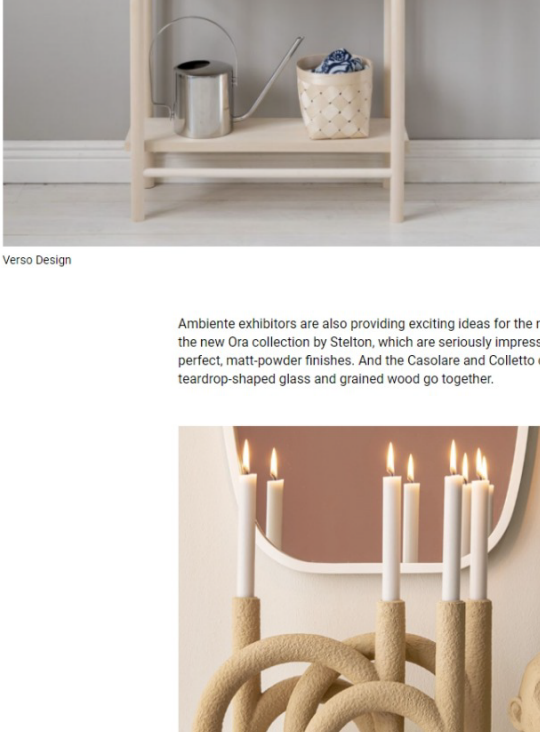 Verso Design
Ambiente exhibitors are also providing exciting ideas for the
the new Ora collection by Stelton, which are seriously
perfect, matt-powder finishes. And the Casolare and Colletto
teardrop-shaped glass and grained wood go together.